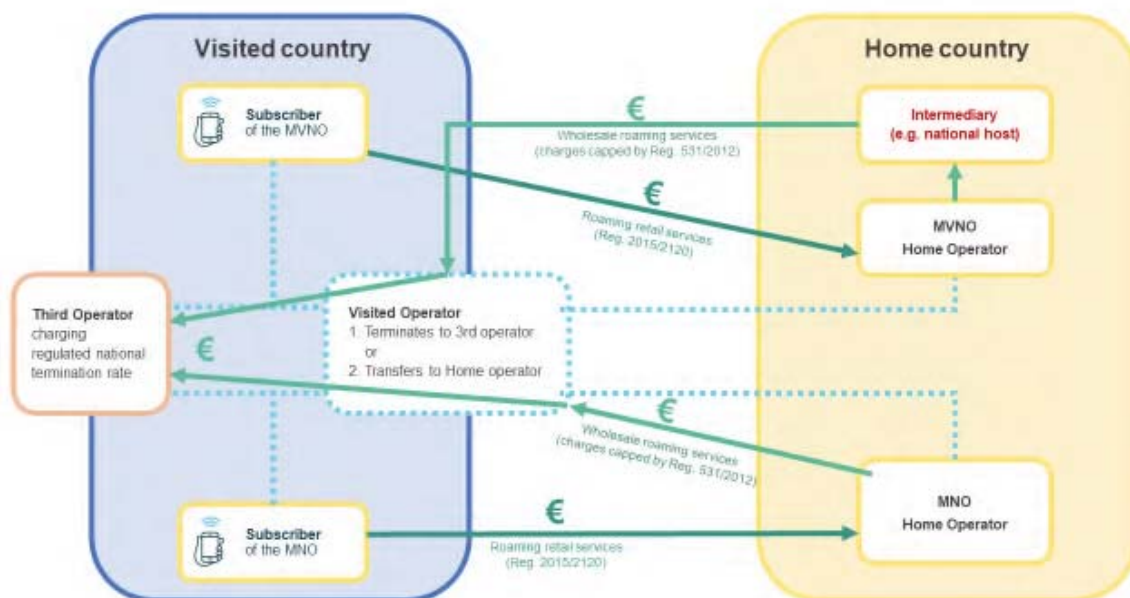 Visited country
Home country
Subscriber
of the MVNO
€
Wholesale roaming services
(charges capped by Reg. 531/2012)
Intermediary
(e.g. national host)
€
Roaming retail services
(Reg. 2015/2120)
MVNO
Home Operator
Third Operator
charging
regulated national
termination rate
€
Visited Operator
1. Terminates to 3rd operator
or
2. Transfers to Home operator
€
Wholesale roaming services
(charges capped by Reg. 531/2012)
MNO
Home Operator
Subscriber
of the MNO
€
Roaming retail services
(Reg. 2015/2120)